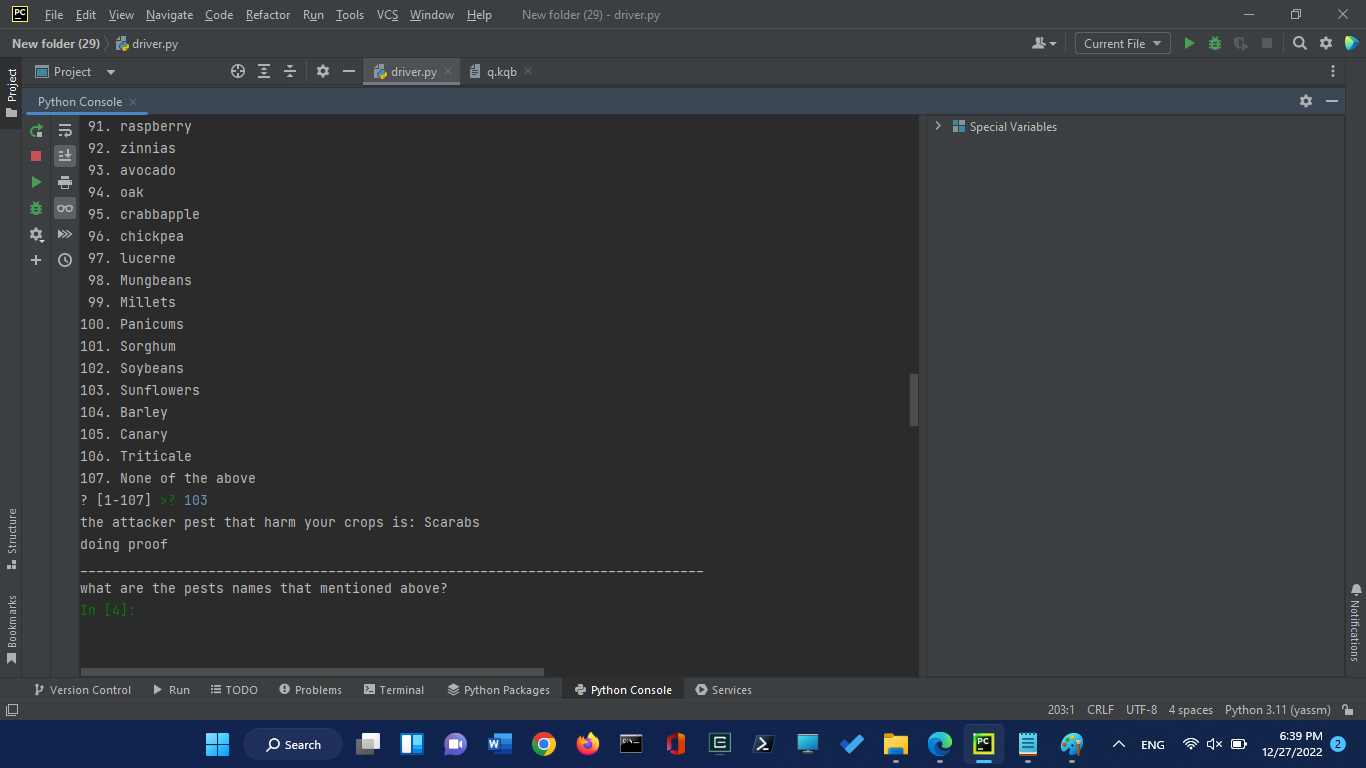 PC File Edit View Navigate Code Refactor Run Tools VCS Window Help New folder (29) - driver.py
New folder (29) driver.py Current File
Project driver.py q.kqb
Project
Python Console
Special Variables
91. raspberry
92. zinnias
93. avocado
94. oak
95. crabbapple
96. chickpea
97. lucerne
98. Mungbeans
99. Millets
100. Panicums
101. Sorghum
102. Soybeans
103. Sunflowers
104. Barley
105. Canary
106. Triticale
107. None of the above
? [1-107] >? 103
the attacker pest that harm your crops is: Scarabs
doing proof
______________________________________________________________________________
what are the pests names that mentioned above?
In [4]:
Structure
Bookmarks
Notifications
Version Control Run TODO Problems Terminal Python Packages Python Console Services
203:1 CRLF UTF-8 4 spaces Python 3.11 (yassm)
Search W PC ENG 6:39 PM
12/27/2022 2